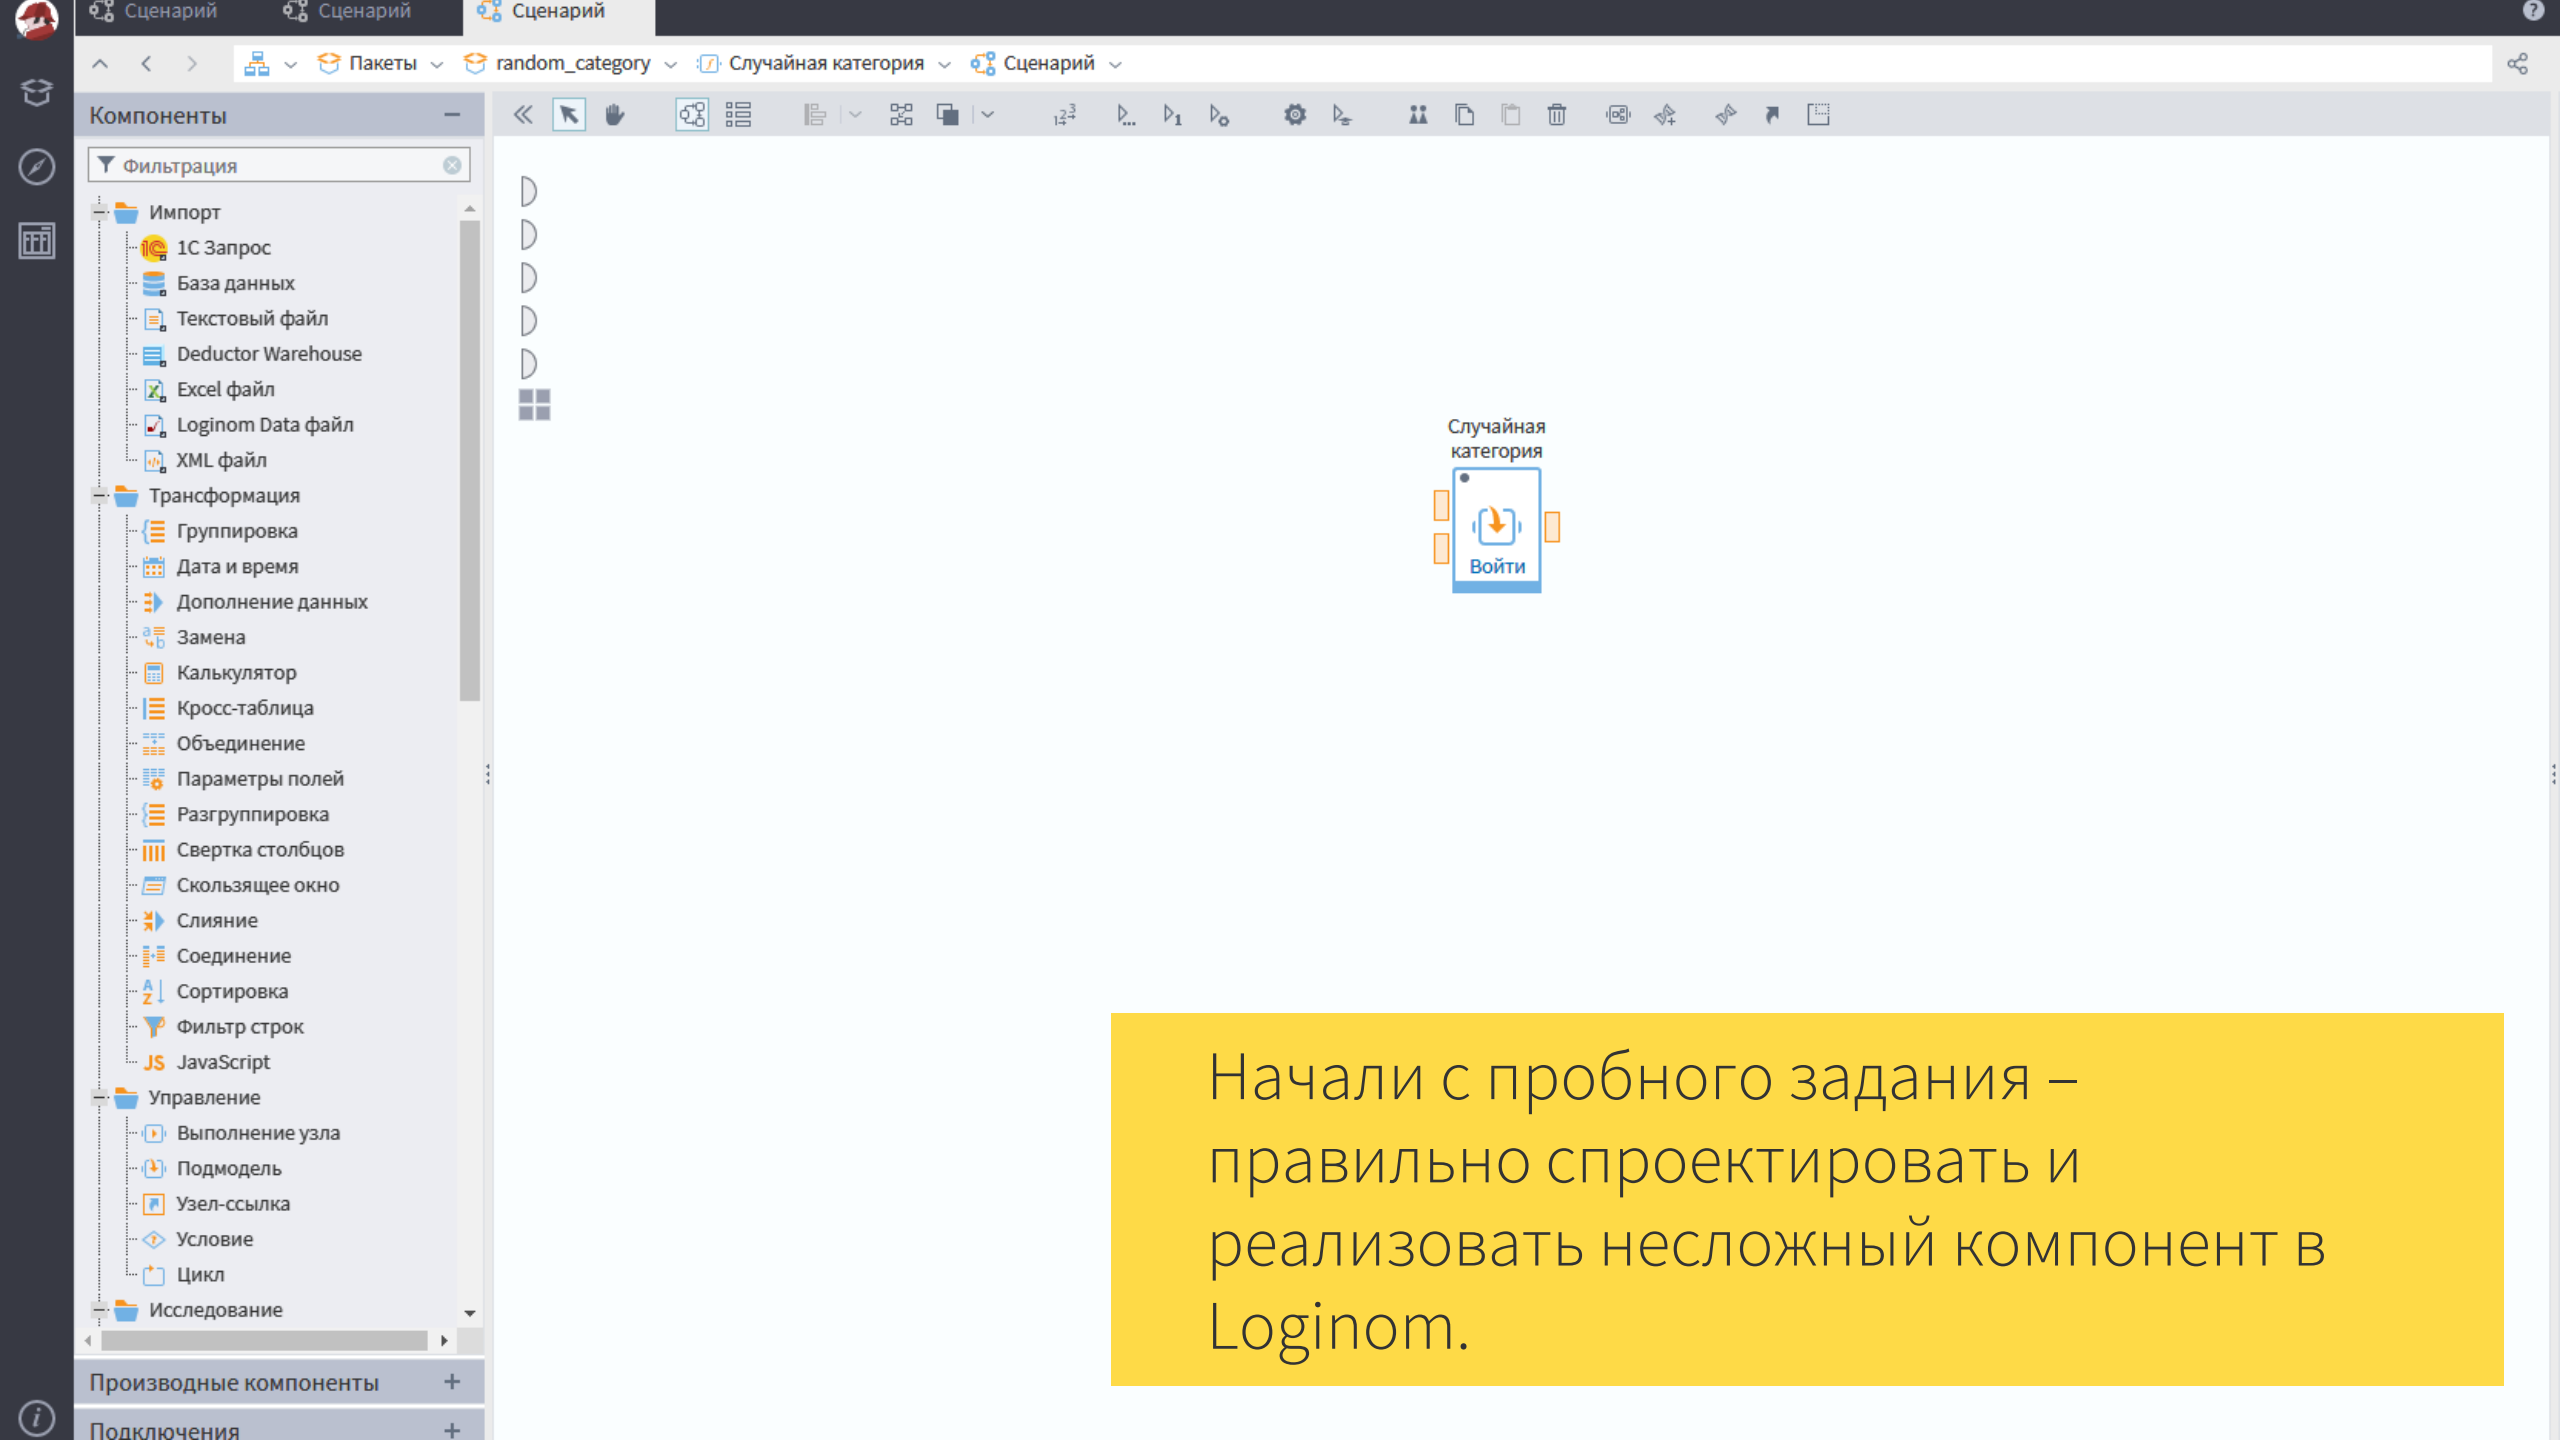 Сценарий
Сценарий
Сценарий
Пакеты
random_category
Случайная категория
Сценарий
Компоненты
Фильтрация
Импорт
1С Запрос
База данных
Текстовый файл
Deductor Warehouse
Excel файл
Loginom Data файл
XML файл
Трансформация
Группировка
Дата и время
Дополнение данных
Замена
Калькулятор
Кросс-таблица
Объединение
Параметры полей
Разгруппировка
Свертка столбцов
Скользящее окно
Слияние
Соединение
Сортировка
Фильтр строк
JS JavaScript
Управление
Выполнение узла
Подмодель
Узел-ссылка
Условие
Цикл
Исследование
Производные компоненты
Подключения
Случайная
категория
Войти
Начали с пробного задания –
правильно спроектировать и
реализовать несложный компонент в
Loginom.